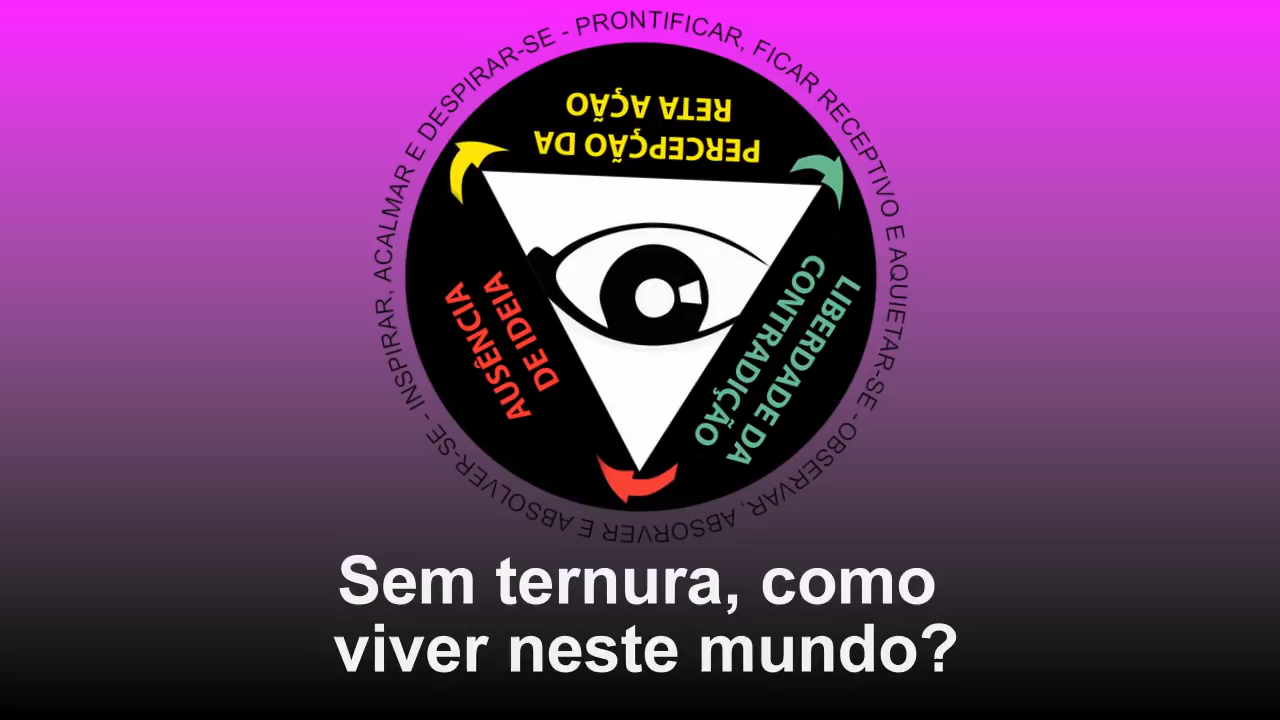 INSPIRAR, ACALMAR E DESPIRAR-SE - PRONTIFICAR, FICAR RECEPTIVO E AQUIETAR-SE - OBSERVAR, ABSORVER E ABSOLVER-SE -
PERCEPÇÃO DA
RETA AÇÃO
AUSÊNCIA
DE IDEIA
LIBERDADE DA
CONTRADIÇÃO
Sem ternura, como
viver neste mundo?